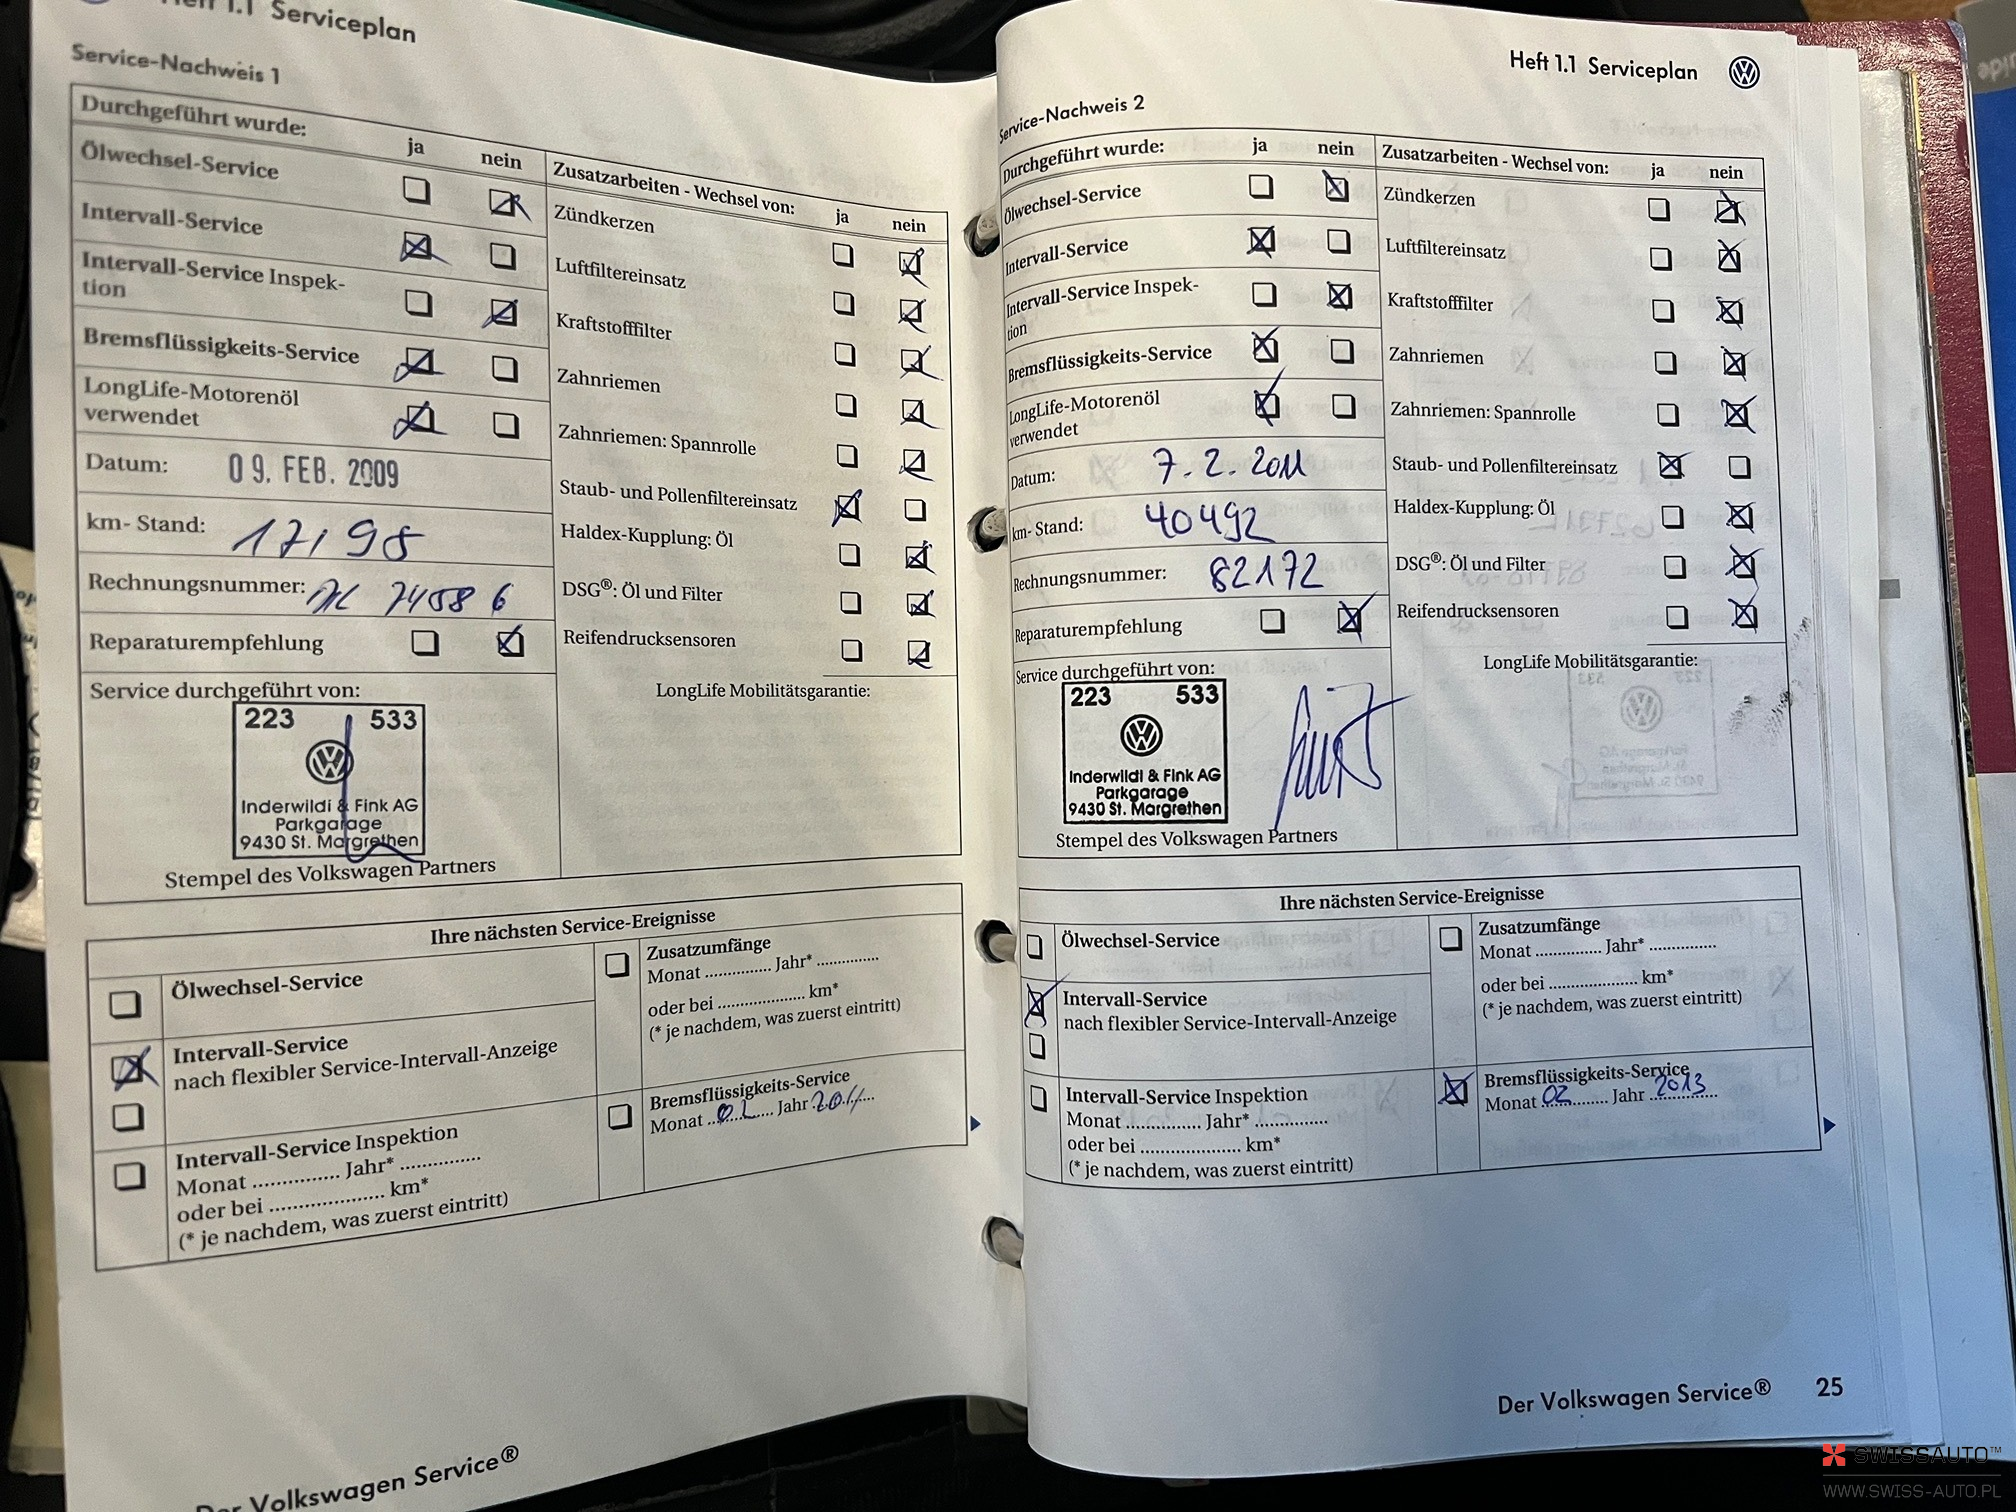 Heft 1.1 Serviceplan
Service-Nachweis 1
Durchgeführt wurde:
ja nein
Ölwechsel-Service
Intervall-Service
Intervall-Service Inspek-
tion
Bremsflüssigkeits-Service
LongLife-Motorenöl
verwendet
Datum: 09. FEB. 2009
km- Stand: 17198
Rechnungsnummer: 74586
Reparaturempfehlung
Service durchgeführt von:
223 533
Inderwildi & Fink AG
Parkgarage
9430 St. Margrethen
Stempel des Volkswagen Partners
Zusatzarbeiten - Wechsel von: ja nein
Zündkerzen
Luftfiltereinsatz
Kraftstofffilter
Zahnriemen
Zahnriemen: Spannrolle
Staub- und Pollenfiltereinsatz
Haldex-Kupplung: Öl
DSG®: Öl und Filter
Reifendrucksensoren
LongLife Mobilitätsgarantie:
Ihre nächsten Service-Ereignisse
Ölwechsel-Service
Intervall-Service
nach flexibler Service-Intervall-Anzeige
Intervall-Service Inspektion
Monat ............... Jahr* ..............
oder bei .................... km*
(* je nachdem, was zuerst eintritt)
Zusatzumfänge
Monat ............. Jahr* .............
oder bei .................... km*
(* je nachdem, was zuerst eintritt)
Bremsflüssigkeits-Service
Monat ..02.... Jahr 2011...
Der Volkswagen Service®
Heft 1.1 Serviceplan
Service-Nachweis 2
Durchgeführt wurde: ja nein
Ölwechsel-Service
Intervall-Service
Intervall-Service Inspek-
tion
Bremsflüssigkeits-Service
LongLife-Motorenöl
verwendet
Datum: 7.2.2011
km- Stand: 40492
Rechnungsnummer: 82172
Reparaturempfehlung
Service durchgeführt von:
223 533
Inderwildi & Fink AG
Parkgarage
9430 St. Margrethen
Stempel des Volkswagen Partners
Zusatzarbeiten - Wechsel von: ja nein
Zündkerzen
Luftfiltereinsatz
Kraftstofffilter
Zahnriemen
Zahnriemen: Spannrolle
Staub- und Pollenfiltereinsatz
Haldex-Kupplung: Öl
DSG®: Öl und Filter
Reifendrucksensoren
LongLife Mobilitätsgarantie:
Ihre nächsten Service-Ereignisse
Ölwechsel-Service
Intervall-Service
nach flexibler Service-Intervall-Anzeige
Intervall-Service Inspektion
Monat ............... Jahr* ..............
oder bei .................... km*
(* je nachdem, was zuerst eintritt)
Zusatzumfänge
Monat ............. Jahr* .............
oder bei .................... km*
(* je nachdem, was zuerst eintritt)
Bremsflüssigkeits-Service
Monat 02....... Jahr 2013
Der Volkswagen Service® 25
SWISSAUTO™
WWW.SWISS-AUTO.PL